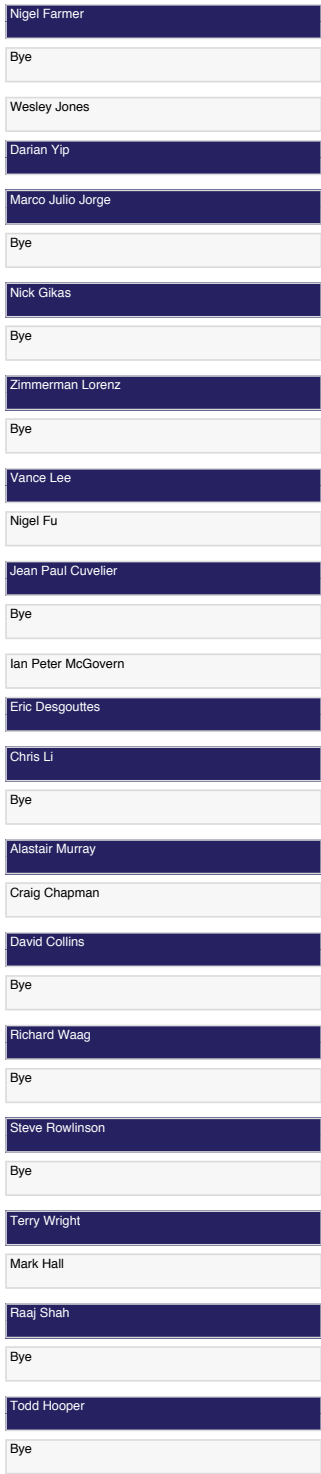 Nigel Farmer
Bye
Wesley Jones
Darian Yip
Marco Julio Jorge
Bye
Nick Gikas
Bye
Zimmerman Lorenz
Bye
Vance Lee
Nigel Fu
Jean Paul Cuvelier
Bye
Ian Peter McGovern
Eric Desgouttes
Chris Li
Bye
Alastair Murray
Craig Chapman
David Collins
Bye
Richard Waag
Bye
Steve Rowlinson
Bye
Terry Wright
Mark Hall
Raaj Shah
Bye
Todd Hooper
Bye